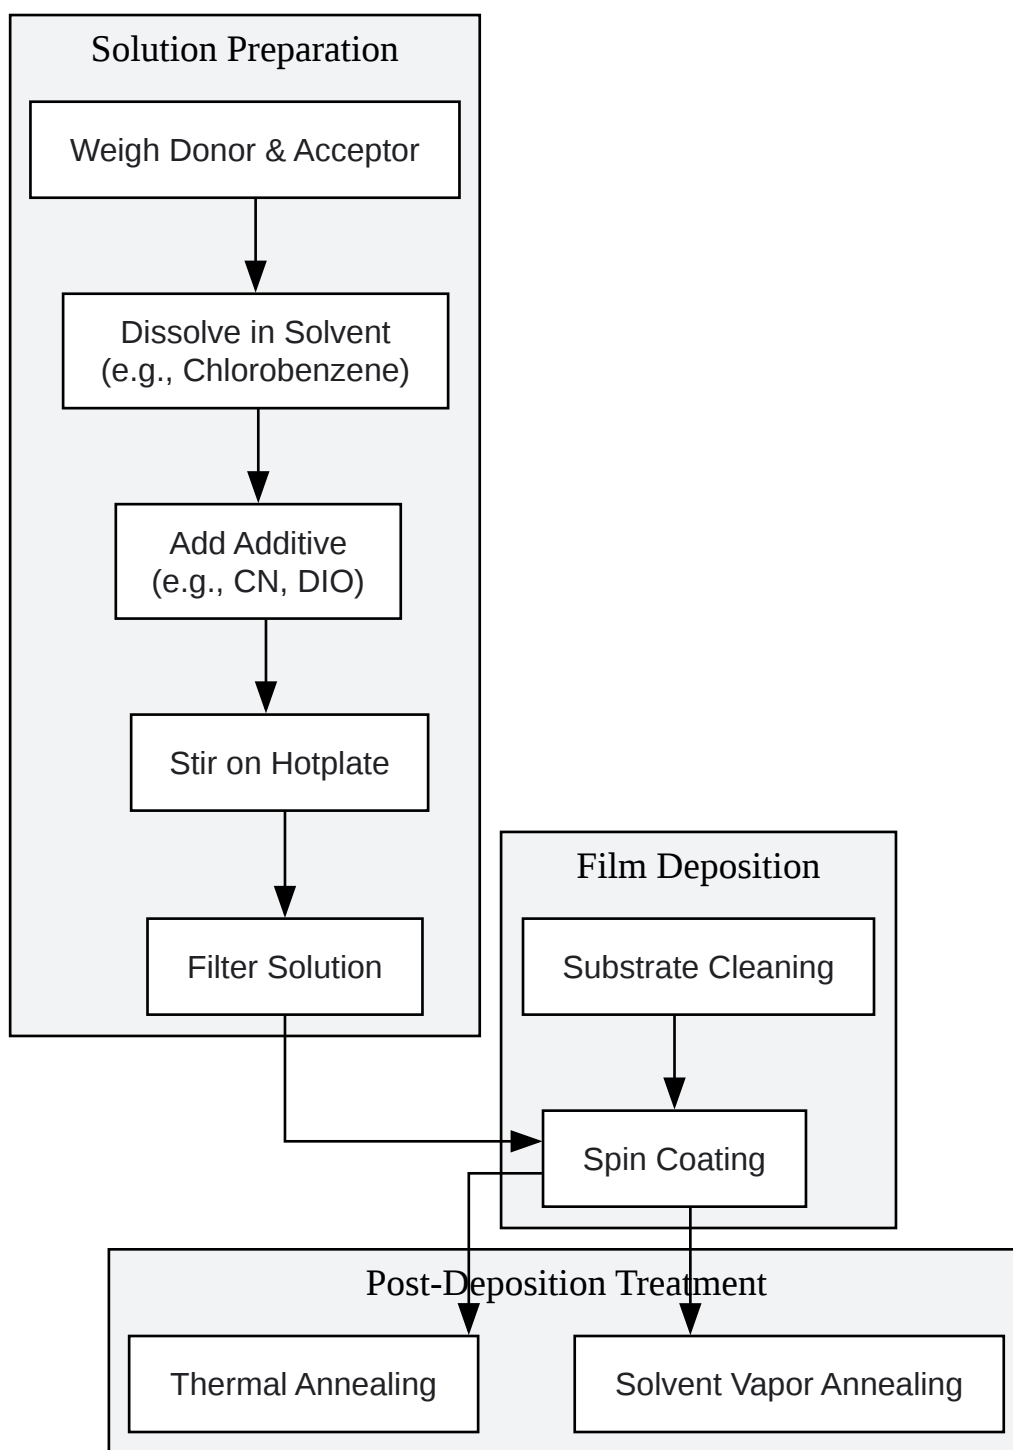 Solution Preparation
Weigh Donor & Acceptor
Dissolve in Solvent
(e.g., Chlorobenzene)
Add Additive
(e.g., CN, DIO)
Stir on Hotplate
Filter Solution
Film Deposition
Substrate Cleaning
Spin Coating
Post-Deposition Treatment
Thermal Annealing
Solvent Vapor Annealing